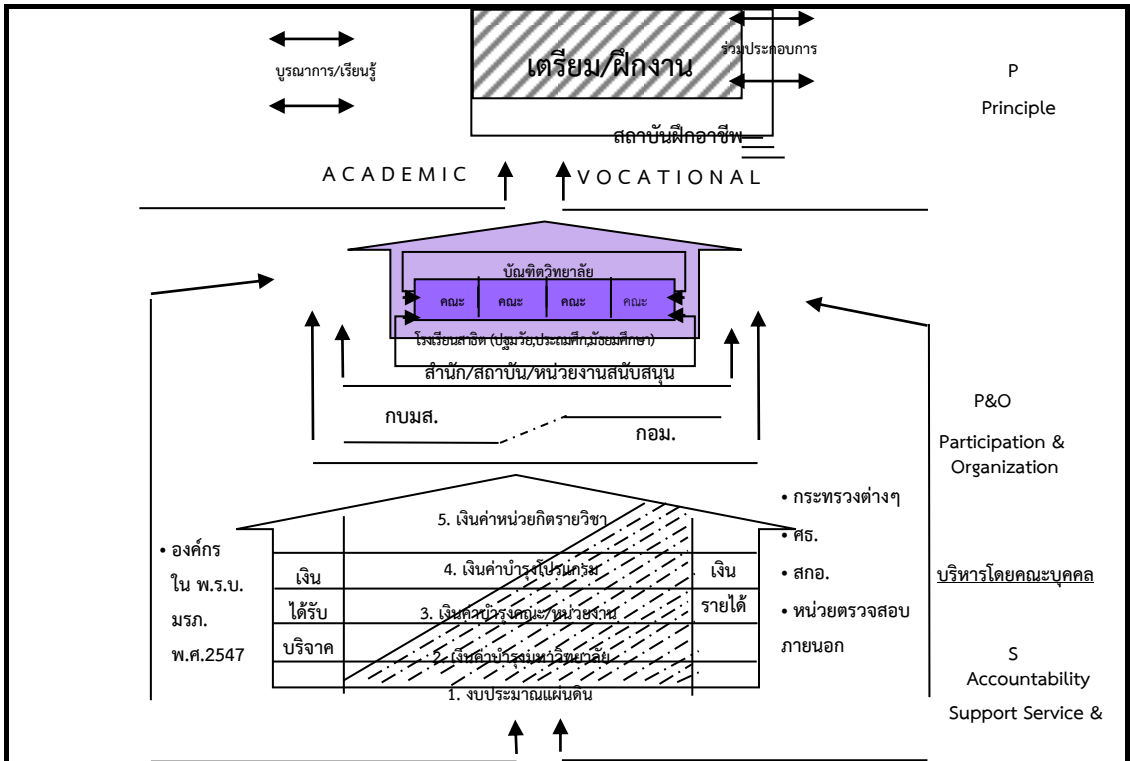 เตรียม/ฝึกงาน
ร่วมประกอบการ
บูรณาการ/เรียนรู้
P
Principle
สถาบันฝึกอาชีพ
ACADEMIC
VOCATIONAL
บัณฑิตวิทยาลัย
คณะ คณะ คณะ คณะ
โรงเรียนสาธิต (ปฐมวัย,ประถมศึก,มัธยมศึกษา)
สำนัก/สถาบัน/หน่วยงานสนับสนุน
กบมส.
กอม.
P&O
Participation &
Organization
5. เงินค่าหน่วยกิตรายวิชา
4. เงินค่าบำรุงโปรแกรม
3. เงินค่าบำรุงคณะ/หน่วยงาน
2. เงินค่าบำรุงมหาวิทยาลัย
1. งบประมาณแผ่นดิน
เงิน
ได้รับ
บริจาค
เงิน
รายได้
• องค์กร
ใน พ.ร.บ.
มรภ.
พ.ศ.2547
• กระทรวงต่างๆ
• ศธ.
• สกอ.
• หน่วยตรวจสอบ
ภายนอก
บริหารโดยคณะบุคคล
S
Accountability
Support Service &